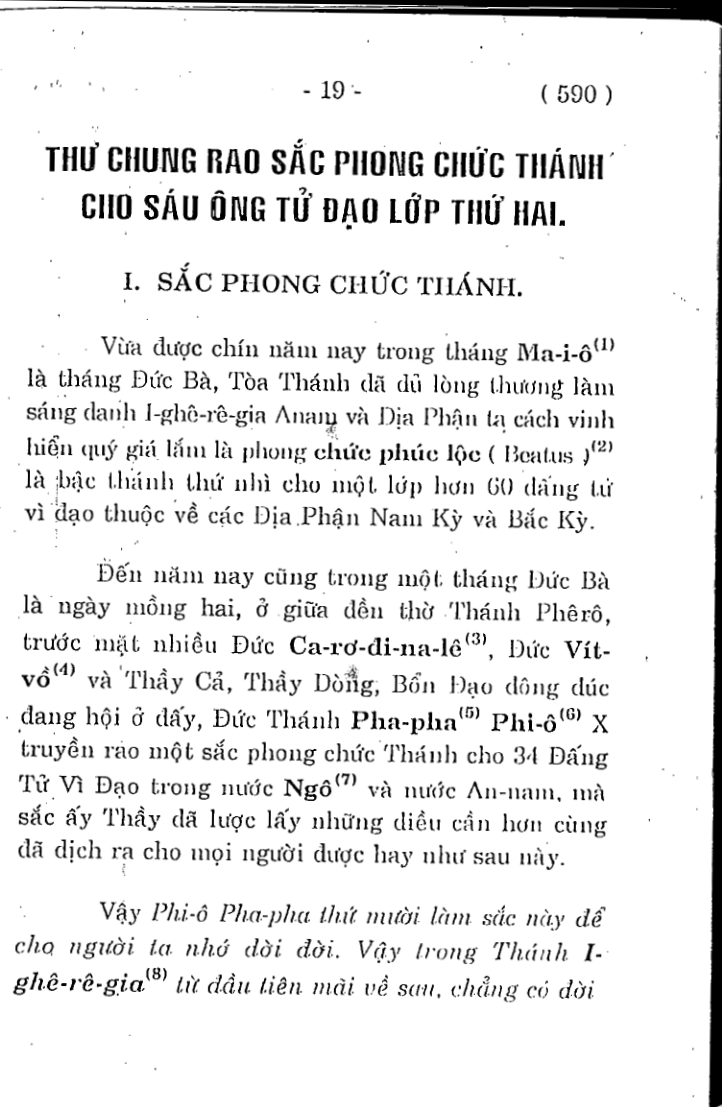 - 19 - ( 590 )
THƯ CHUNG RAO SẮC PHONG CHỨC THÁNH
CHO SÁU ÔNG TỬ ĐẠO LỚP THỨ HAI.
I. SẮC PHONG CHỨC THÁNH.
Vừa được chín năm nay trong tháng Ma-i-ô(1)
là tháng Đức Bà, Tòa Thánh đã đủ lòng thương làm
sáng danh I-ghê-rê-gia Anam và Địa Phận ta cách vinh
hiển quý giá lắm là phong chức phúc lộc ( Beatus )(2)
là bậc thánh thứ nhì cho một lớp hơn 60 đấng tử
vì đạo thuộc về các Địa Phận Nam Kỳ và Bắc Kỳ.
Đến năm nay cũng trong một tháng Đức Bà
là ngày mồng hai, ở giữa đền thờ Thánh Phêrô,
trước mặt nhiều Đức Ca-rơ-đi-na-lê(3), Đức Vít-
vồ(4) và Thầy Cả, Thầy Dòng, Bổn Đạo đông đúc
đang hội ở đấy, Đức Thánh Pha-pha(5) Phi-ô(6) X
truyền rao một sắc phong chức Thánh cho 34 Đấng
Tử Vì Đạo trong nước Ngô(7) và nước An-nam, mà
sắc ấy Thầy đã lược lấy những điều cần hơn cùng
đã dịch ra cho mọi người được hay như sau này.
Vậy Phi-ô Pha-pha thứ mười làm sắc này để
cho người ta nhớ đời đời. Vậy trong Thánh I-
ghê-rê-gia(8) từ đầu tiên mãi về sau, chẳng có đời